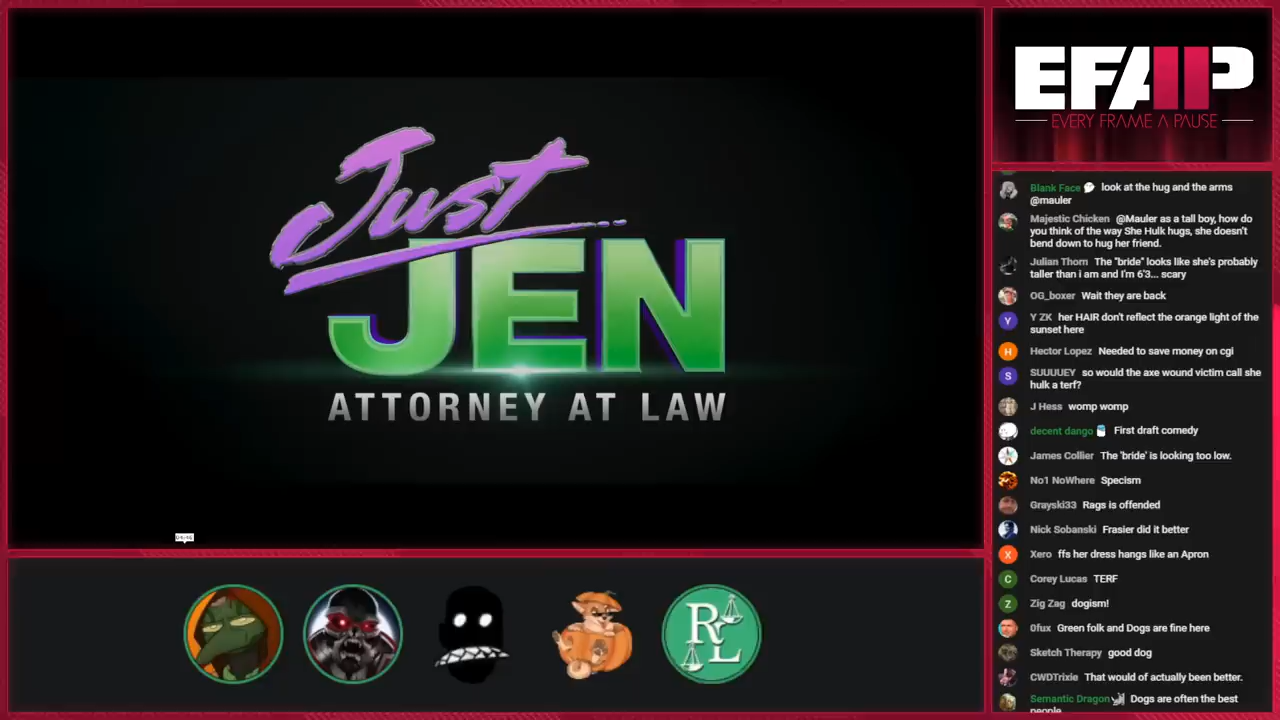 Just
JEN
ATTORNEY AT LAW
EFAP
EVERY FRAME A PAUSE
Blank Face look at the hug and the arms
@mauler
Majestic Chicken @Mauler as a tall boy, how do
you think of the way She Hulk hugs, she doesn't
bend down to hug her friend.
Julian Thorn The "bride" looks like she's probably
taller than i am and I'm 6'3... scary
OG_boxer Wait they are back
Y ZK her HAIR don't reflect the orange light of the
sunset here
Hector Lopez Needed to save money on cgi
SUUUUEY so would the axe wound victim call she
hulk a terf?
J Hess womp womp
decent dango First draft comedy
James Collier The 'bride' is looking too low.
No1 NoWhere Specism
Grayski33 Rags is offended
Nick Sobanski Frasier did it better
Xero ffs her dress hangs like an Apron
Corey Lucas TERF
Zig Zag dogism!
0fux Green folk and Dogs are fine here
Sketch Therapy good dog
CWDTrixie That would of actually been better.
Semantic Dragon Dogs are often the best
people
Y
H
S
X
C
Z
RL